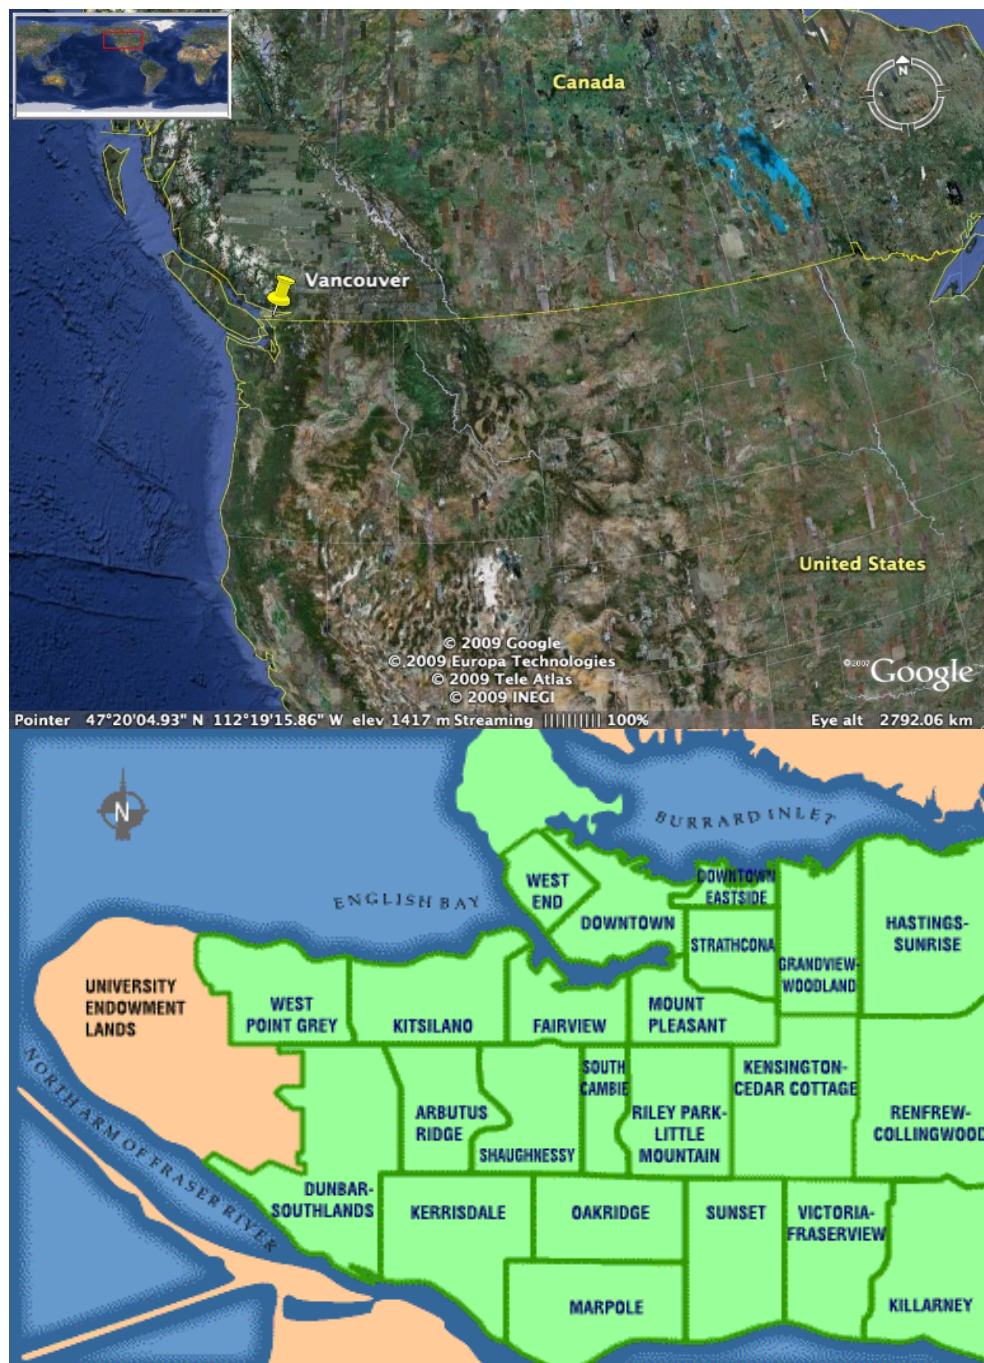 Canada
N
Vancouver
United States
© 2009 Google
© 2009 Europa Technologies
© 2009 Tele Atlas
© 2009 INEGI
©2007 Google
Pointer 47°20'04.93" N 112°19'15.86" W elev 1417 m Streaming |||||||||| 100% Eye alt 2792.06 km
N
BURRARD INLET
ENGLISH BAY
WEST
END
DOWNTOWN
EASTSIDE
DOWNTOWN
STRATHCONA
HASTINGS-
SUNRISE
GRANDVIEW-
WOODLAND
UNIVERSITY
ENDOWMENT
LANDS
WEST
POINT GREY
KITSILANO
FAIRVIEW
MOUNT
PLEASANT
NORTH ARM OF FRASER RIVER
SOUTH
CAMBIE
KENSINGTON-
CEDAR COTTAGE
ARBUTUS
RIDGE
SHAUGHNESSY
RILEY PARK-
LITTLE
MOUNTAIN
RENFREW-
COLLINGWOOD
DUNBAR-
SOUTHLANDS
KERRISDALE
OAKRIDGE
SUNSET
VICTORIA-
FRASERVIEW
MARPOLE
KILLARNEY